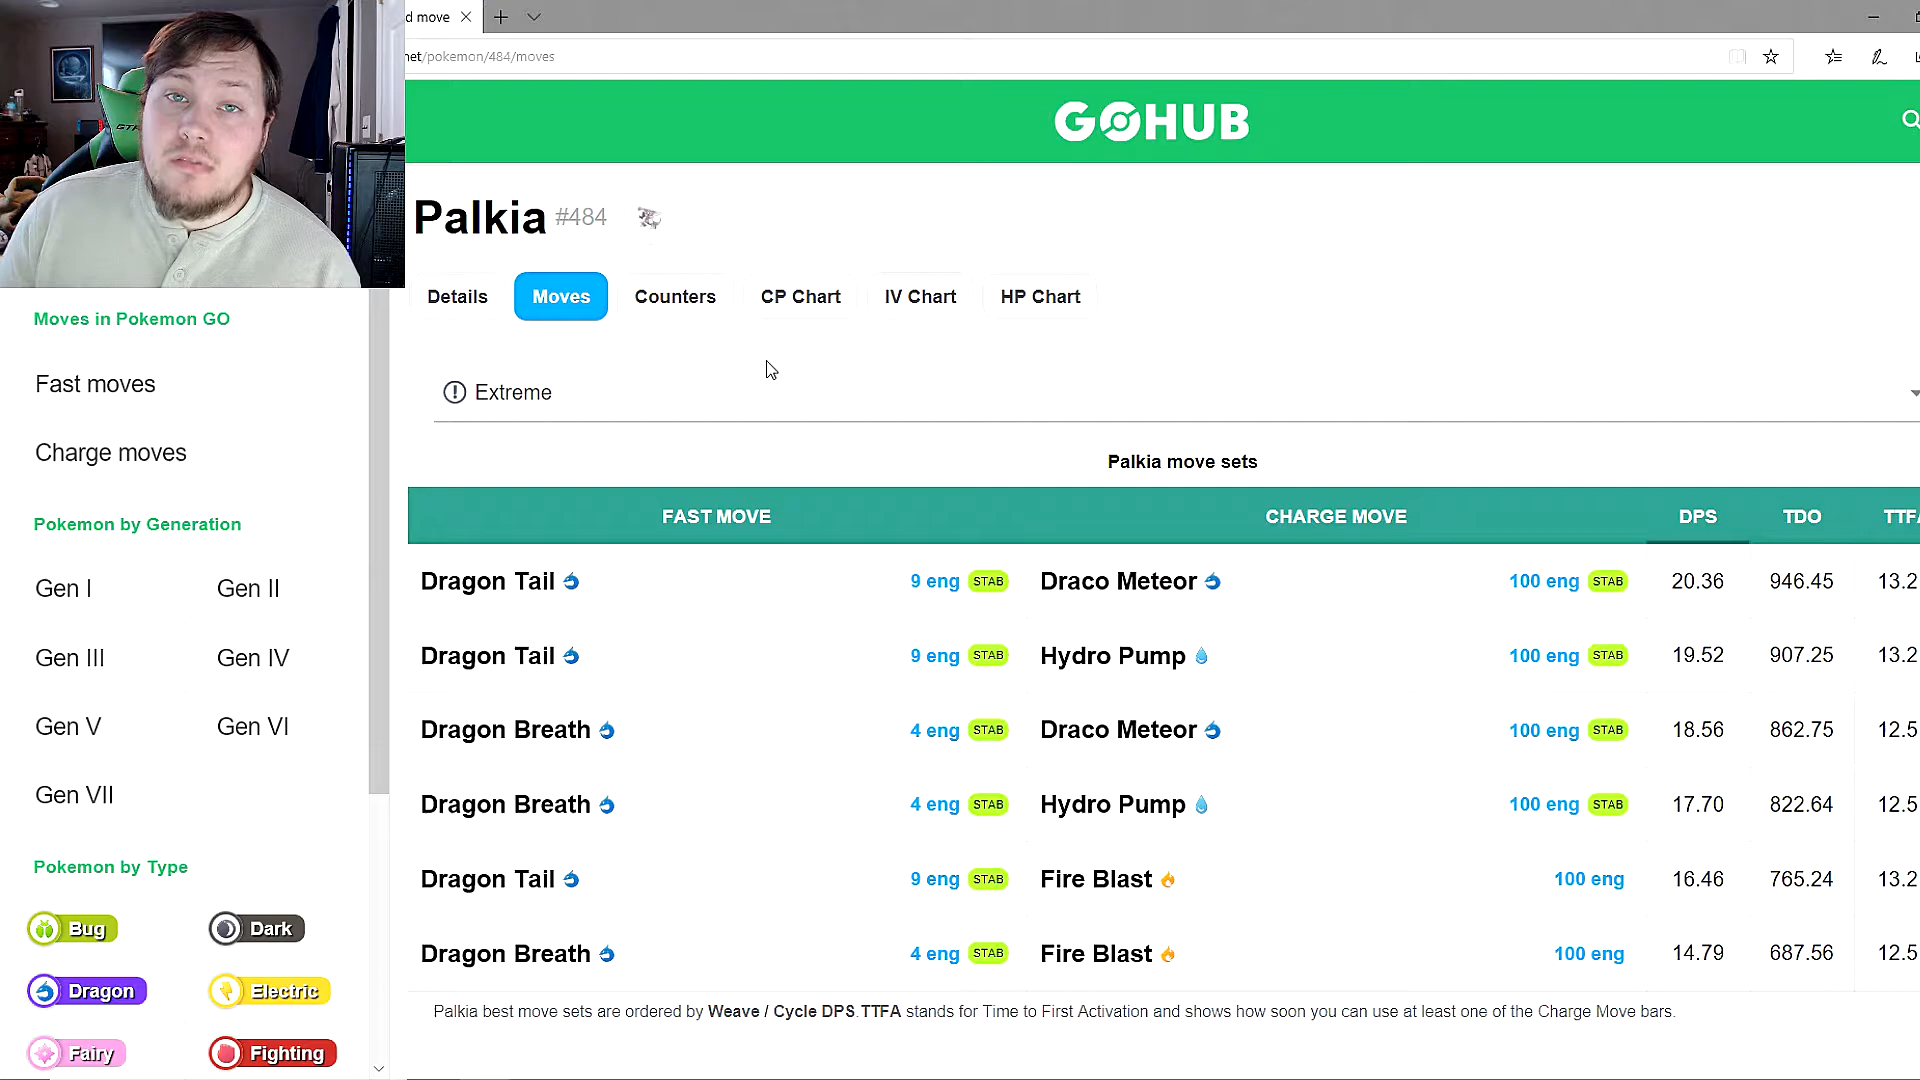 d move
net/pokemon/484/moves
GOHUB
Palkia #484
Details Moves Counters CP Chart IV Chart HP Chart
Extreme
Palkia move sets
FAST MOVE CHARGE MOVE DPS TDO TTFA
Dragon Tail 9 eng STAB Draco Meteor 100 eng STAB 20.36 946.45 13.2
Dragon Tail 9 eng STAB Hydro Pump 100 eng STAB 19.52 907.25 13.2
Dragon Breath 4 eng STAB Draco Meteor 100 eng STAB 18.56 862.75 12.5
Dragon Breath 4 eng STAB Hydro Pump 100 eng STAB 17.70 822.64 12.5
Dragon Tail 9 eng STAB Fire Blast 100 eng 16.46 765.24 13.2
Dragon Breath 4 eng STAB Fire Blast 100 eng 14.79 687.56 12.5
Palkia best move sets are ordered by Weave / Cycle DPS.TTFA stands for Time to First Activation and shows how soon you can use at least one of the Charge Move bars.
Moves in Pokemon GO
Fast moves
Charge moves
Pokemon by Generation
Gen I Gen II
Gen III Gen IV
Gen V Gen VI
Gen VII
Pokemon by Type
Bug Dark
Dragon Electric
Fairy Fighting